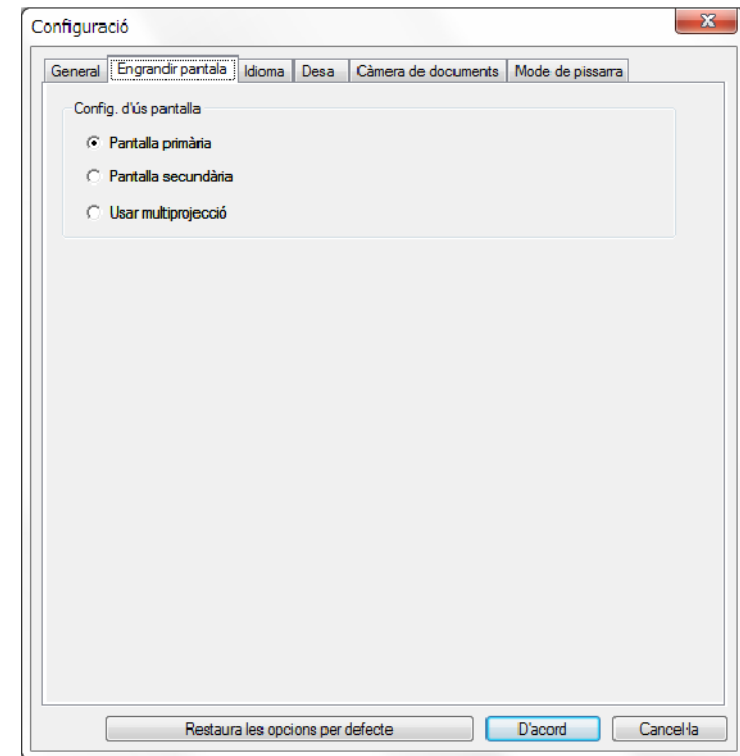 Configuració
General Engrandir pantala Idioma Desa Càmera de documents Mode de pissarra
Config. d'ús pantalla
Pantalla primària
Pantalla secundària
Usar multiprojecció
Restaura les opcions per defecte D'acord Cancel·la